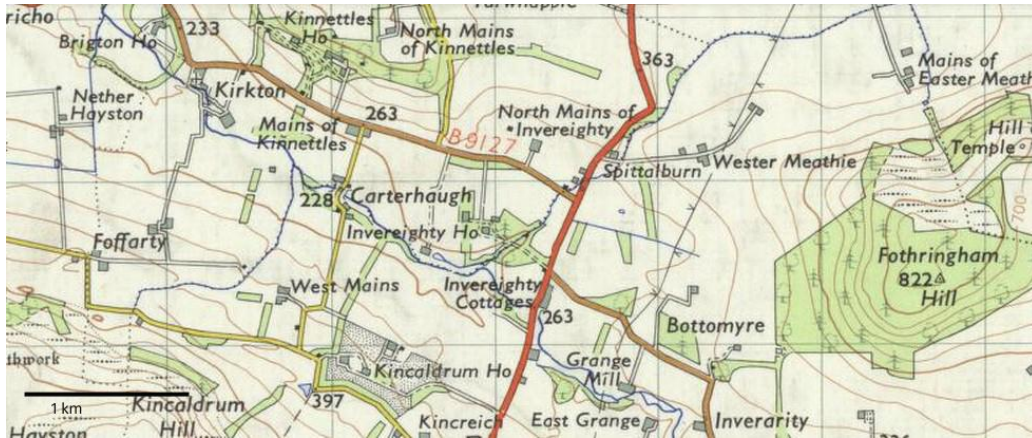 richo
Brigton Ho
233
Kinnettles
Ho
North Mains
of Kinnettles
363
Mains of
Easter Meath
Nether
Hayston
Kirkton
263
Mains of
Kinnettles
B9127
North Mains of
Invereighty
Hill
Temple
Spittalburn
Wester Meathie
228
Carterhaugh
700
Invereighty Ho
Foffarty
Fothringham
822
Hill
West Mains
Invereighty
Cottages
263
Bottomyre
thwork
Grange
Mill
Kincaldrum Ho
1 km
397
Kincaldrum
Hill
Kincreich
East Grange
Inverarity
Hayston